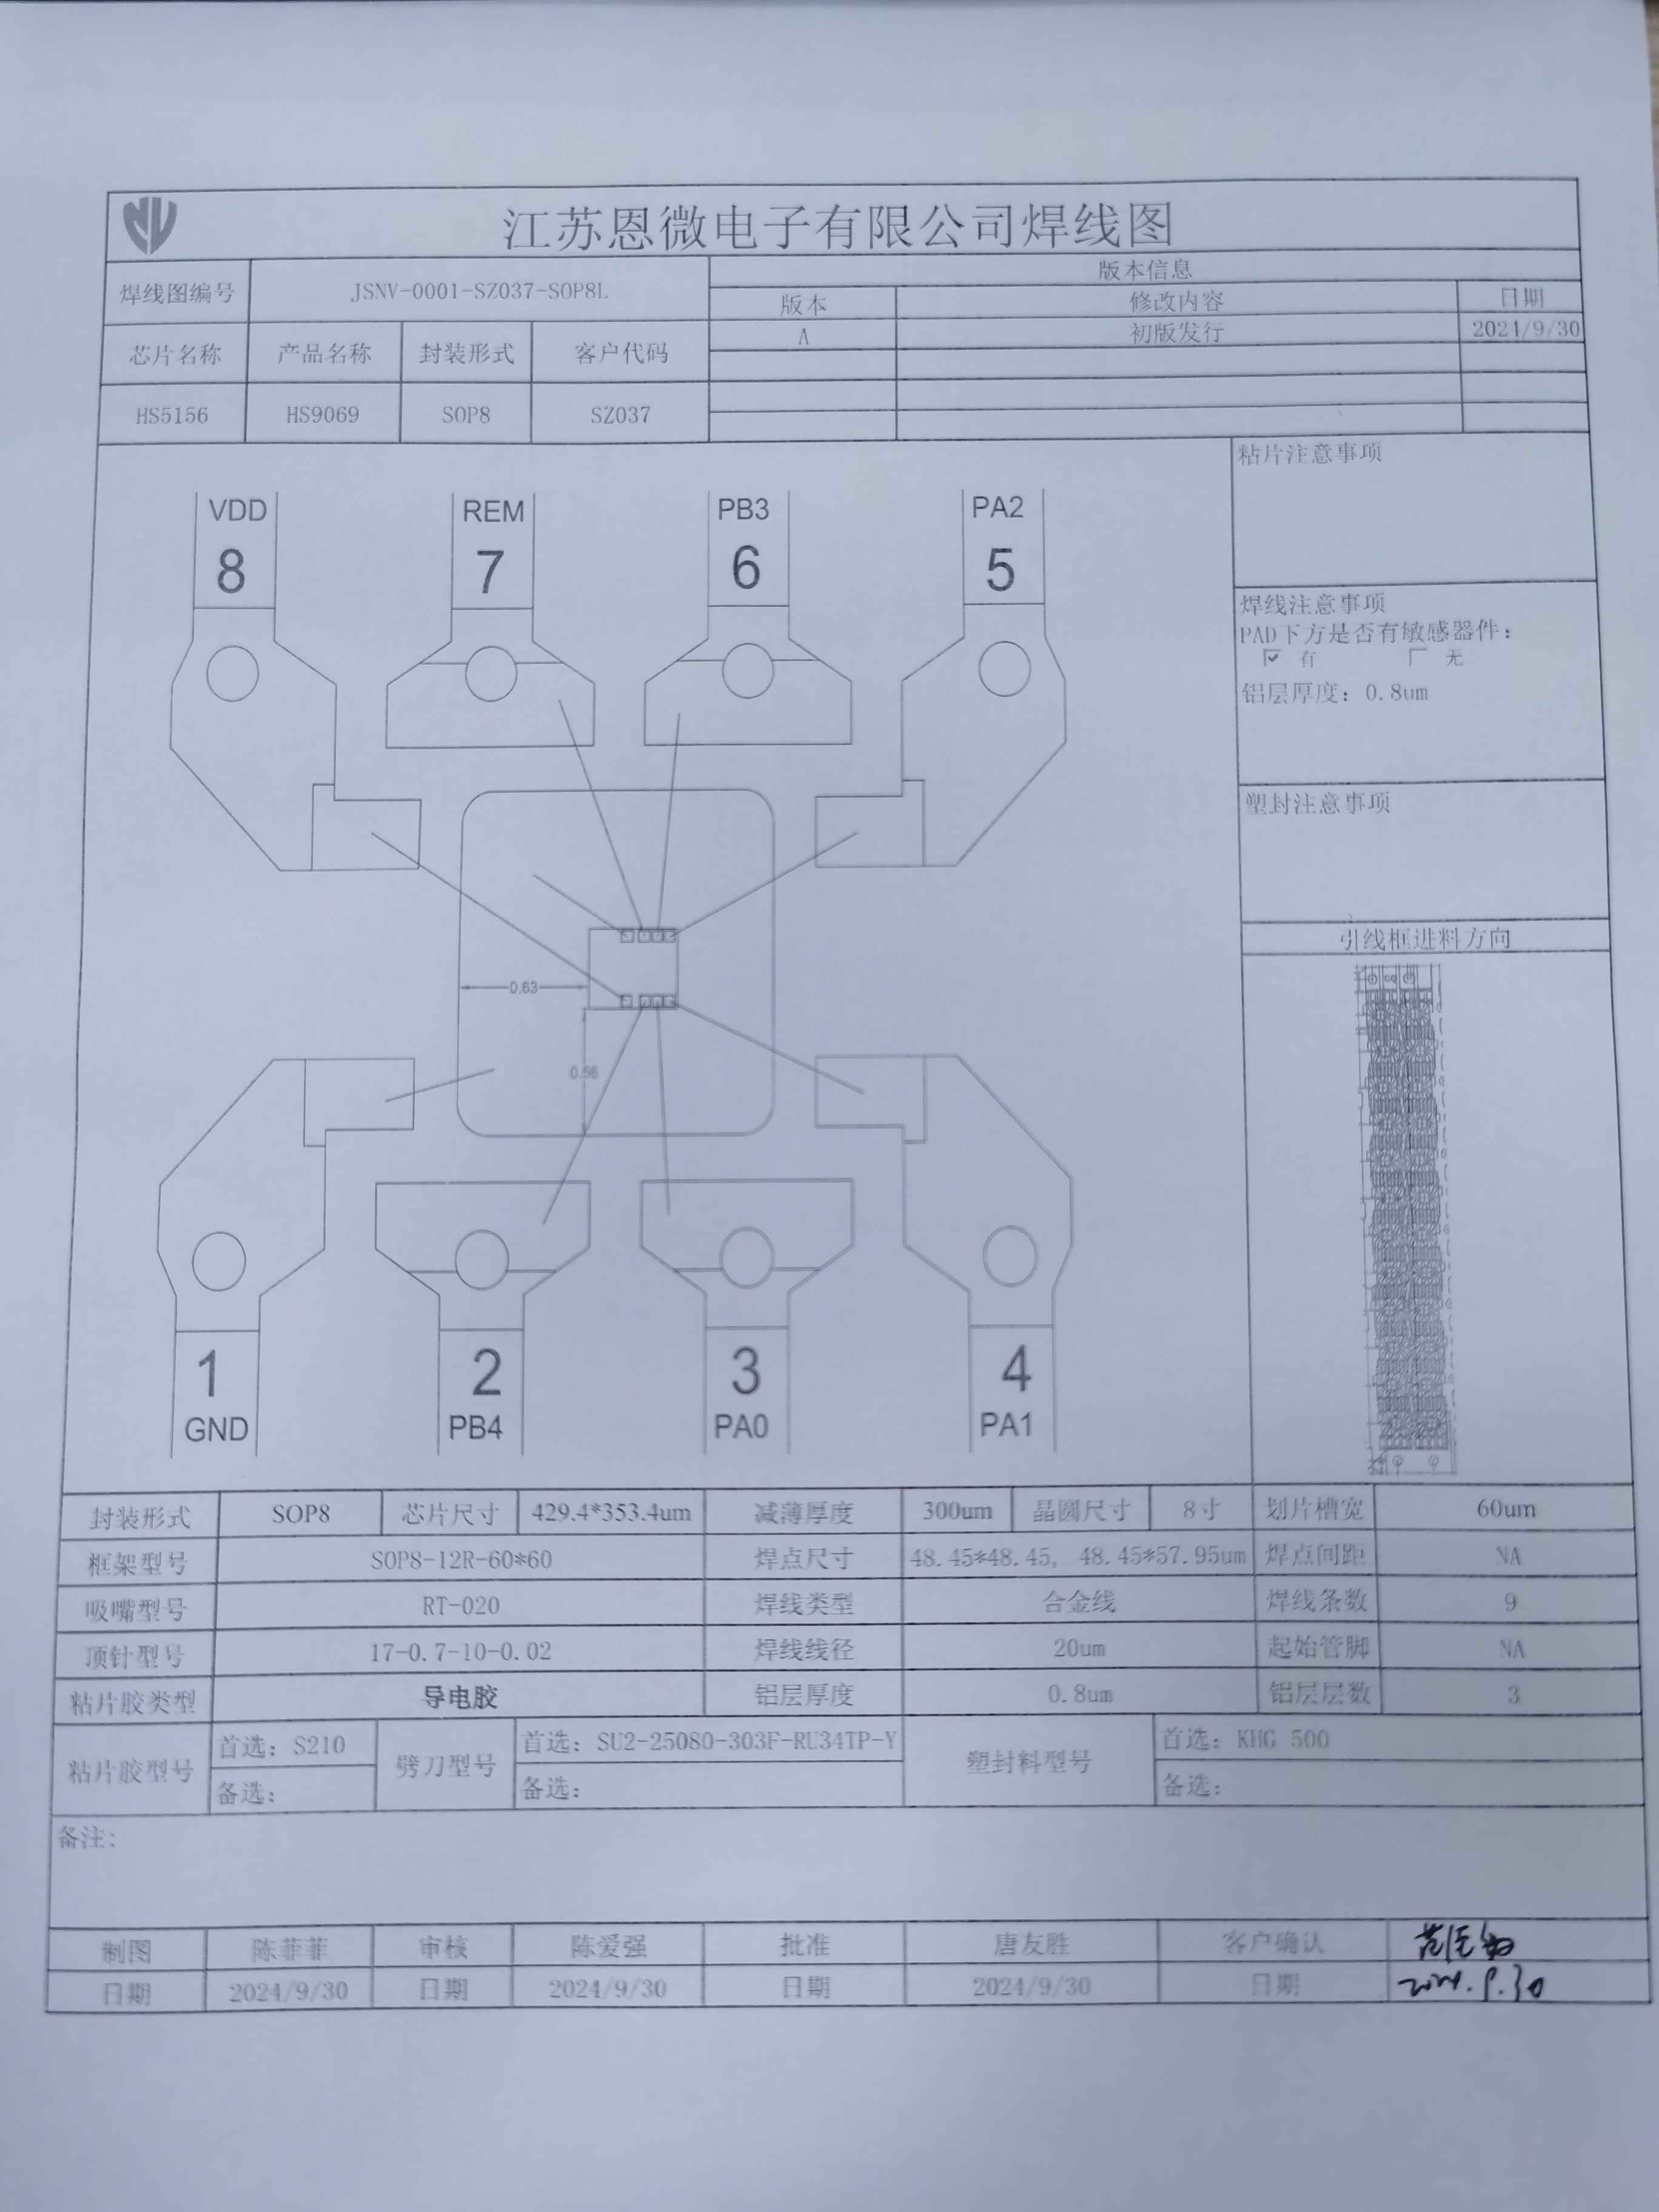 江苏恩微电子有限公司焊线图
焊线图编号 JSNV-0001-SZ037-SOP8L 版本信息
版本 修改内容 日期
A 初版发行 2021/9/30
芯片名称 产品名称 封装形式 客户代码
HS5156 HS9069 SOP8 SZ037
粘片注意事项
VDD REM PB3 PA2
8 7 6 5
焊线注意事项
PAD下方是否有敏感器件:
有 无
铝层厚度: 0.8um
塑封注意事项
引线框进料方向
0.63
0.56
1 2 3 4
GND PB4 PA0 PA1
封装形式 SOP8 芯片尺寸 429.4*353.4um 减薄厚度 300um 晶圆尺寸 8寸 划片槽宽 60um
框架型号 SOP8-12R-60*60 焊点尺寸 48.45*48.45, 48.45*57.95um 焊点间距 NA
吸嘴型号 RT-020 焊线类型 合金线 焊线条数 9
顶针型号 17-0.7-10-0.02 焊线线径 20um 起始管脚 NA
粘片胶类型 导电胶 铝层厚度 0.8um 铝层层数 3
粘片胶型号 首选: S210 劈刀型号 首选: SU2-25080-303F-RU34TP-Y 塑封料型号 首选: KHG 500
备选: 备选: 备选:
备注:
制图 陈菲菲 审核 陈爱强 批准 唐友胜 客户确认
日期 2024/9/30 日期 2024/9/30 日期 2024/9/30 日期 2024.9.30